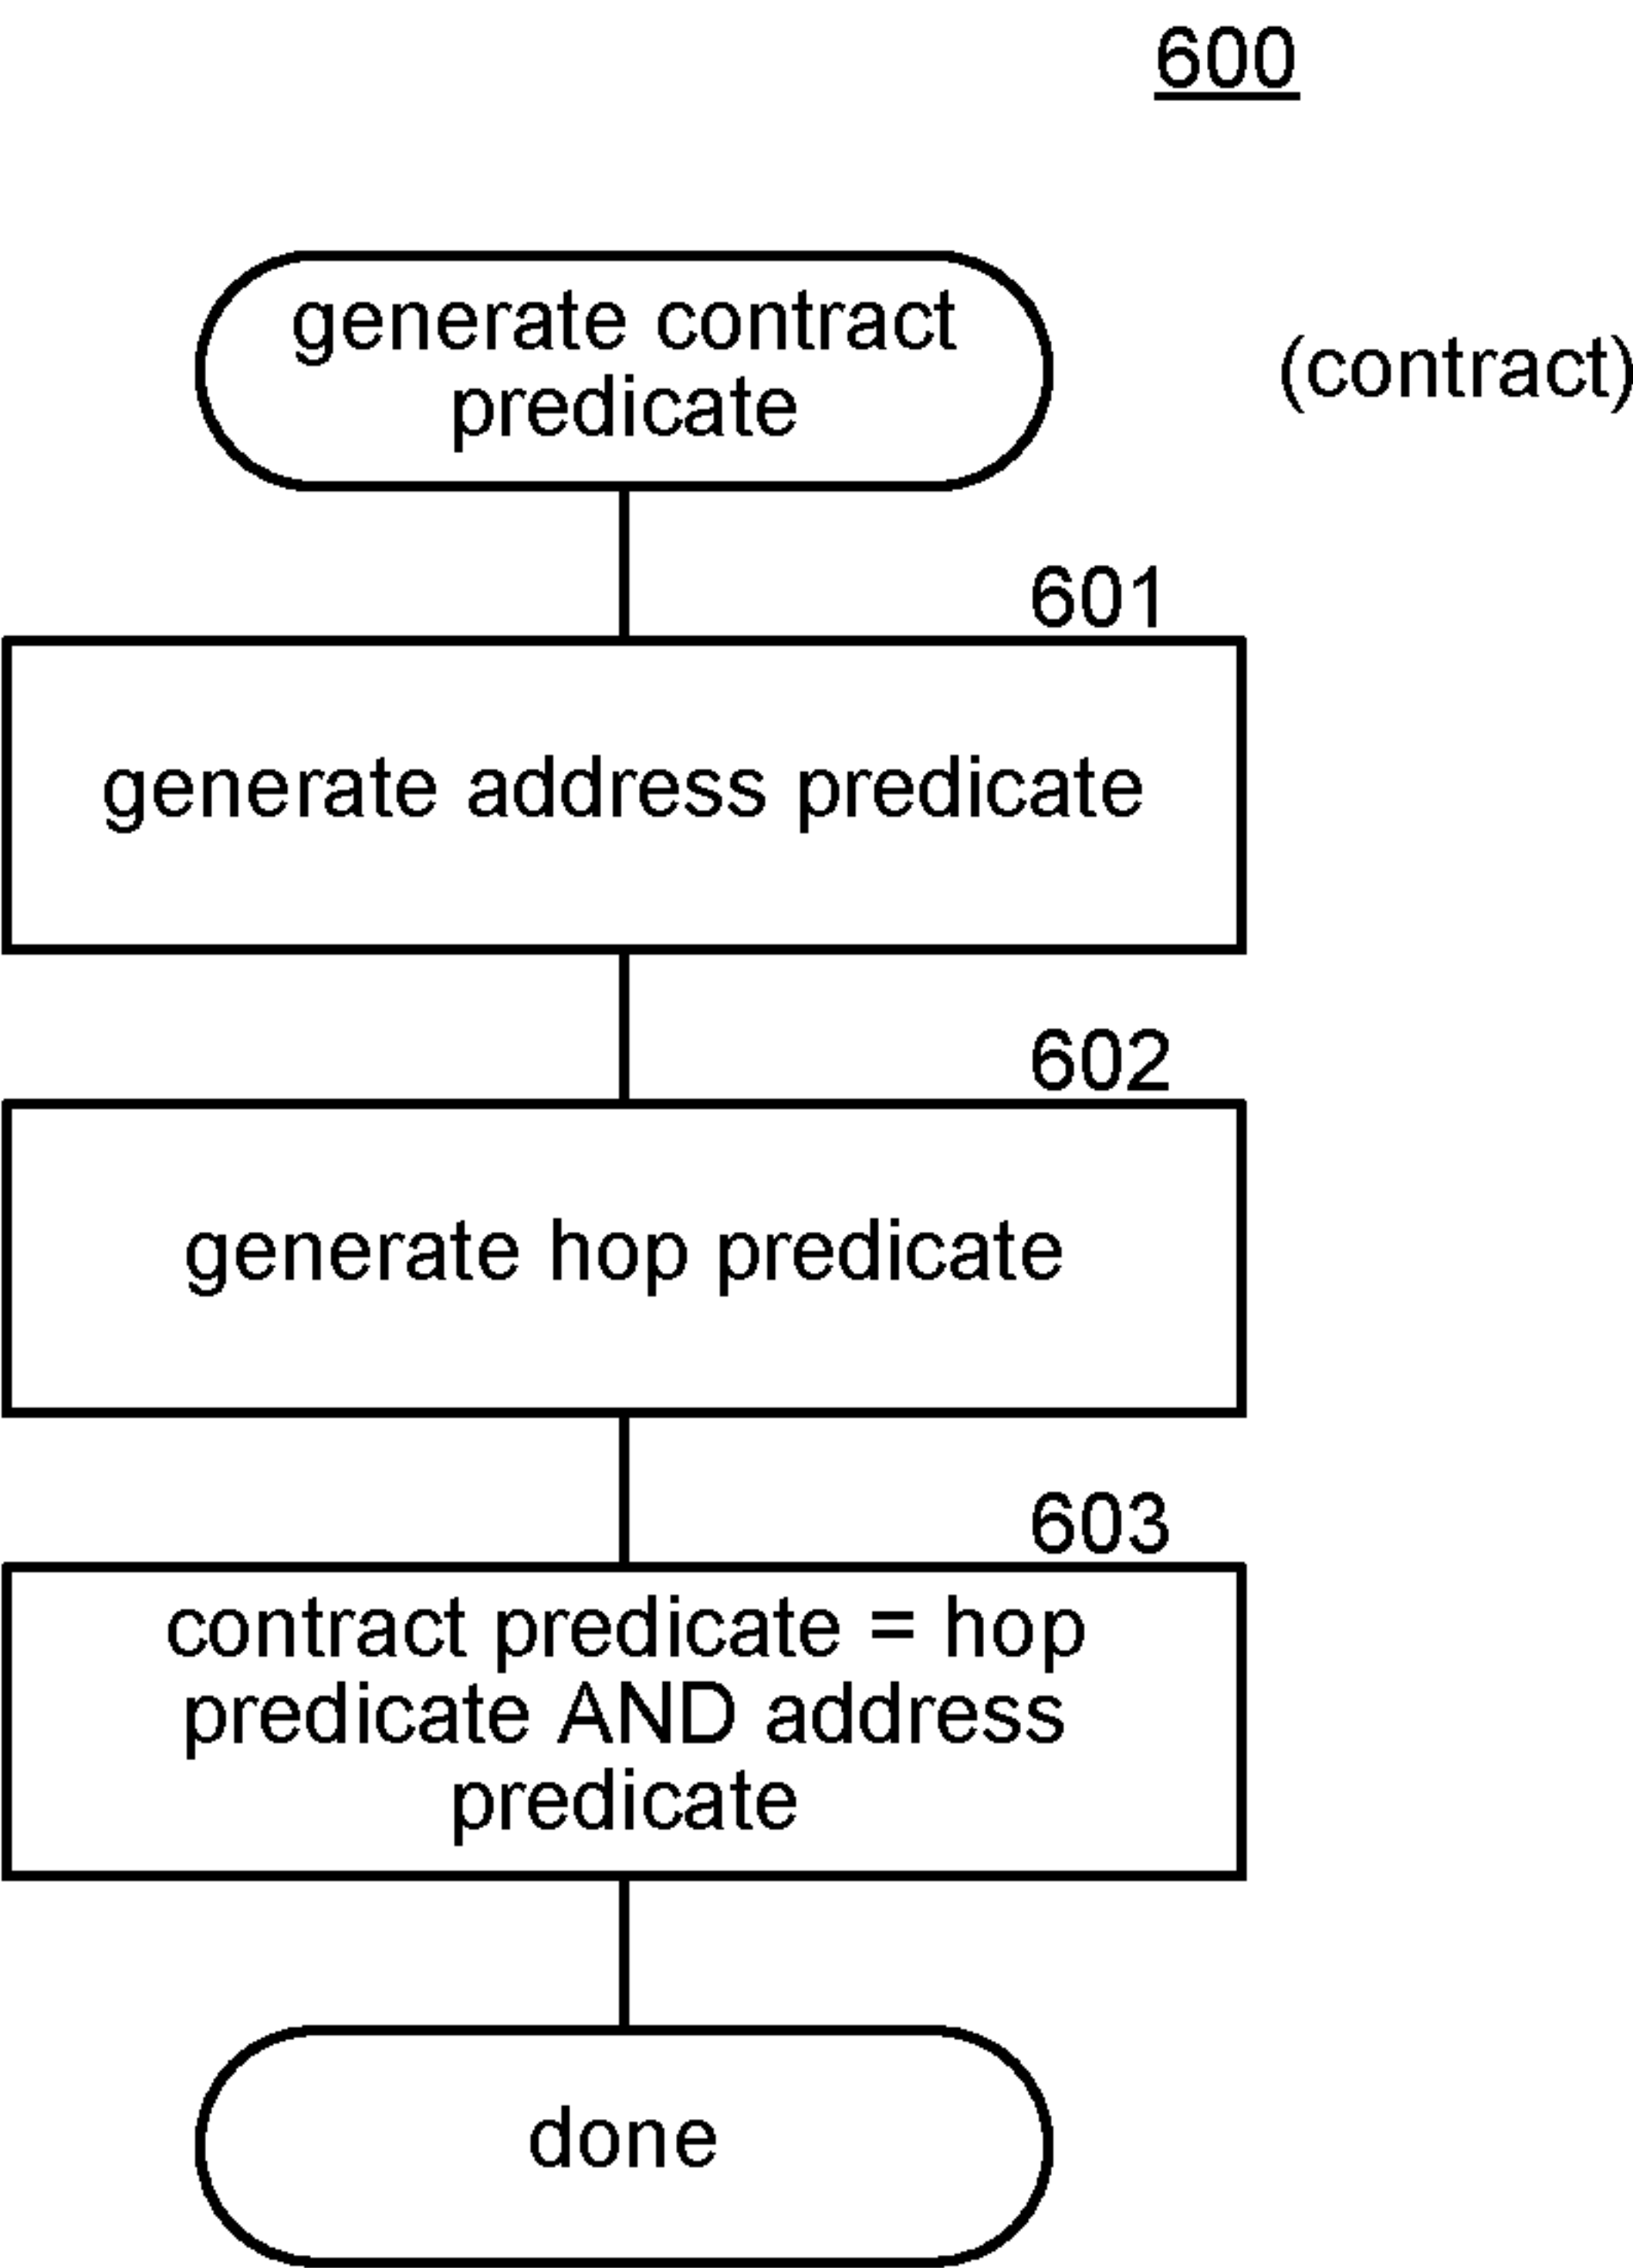 600
generate contract
predicate
(contract)
601
generate address predicate
602
generate hop predicate
603
contract predicate = hop
predicate AND address
predicate
done